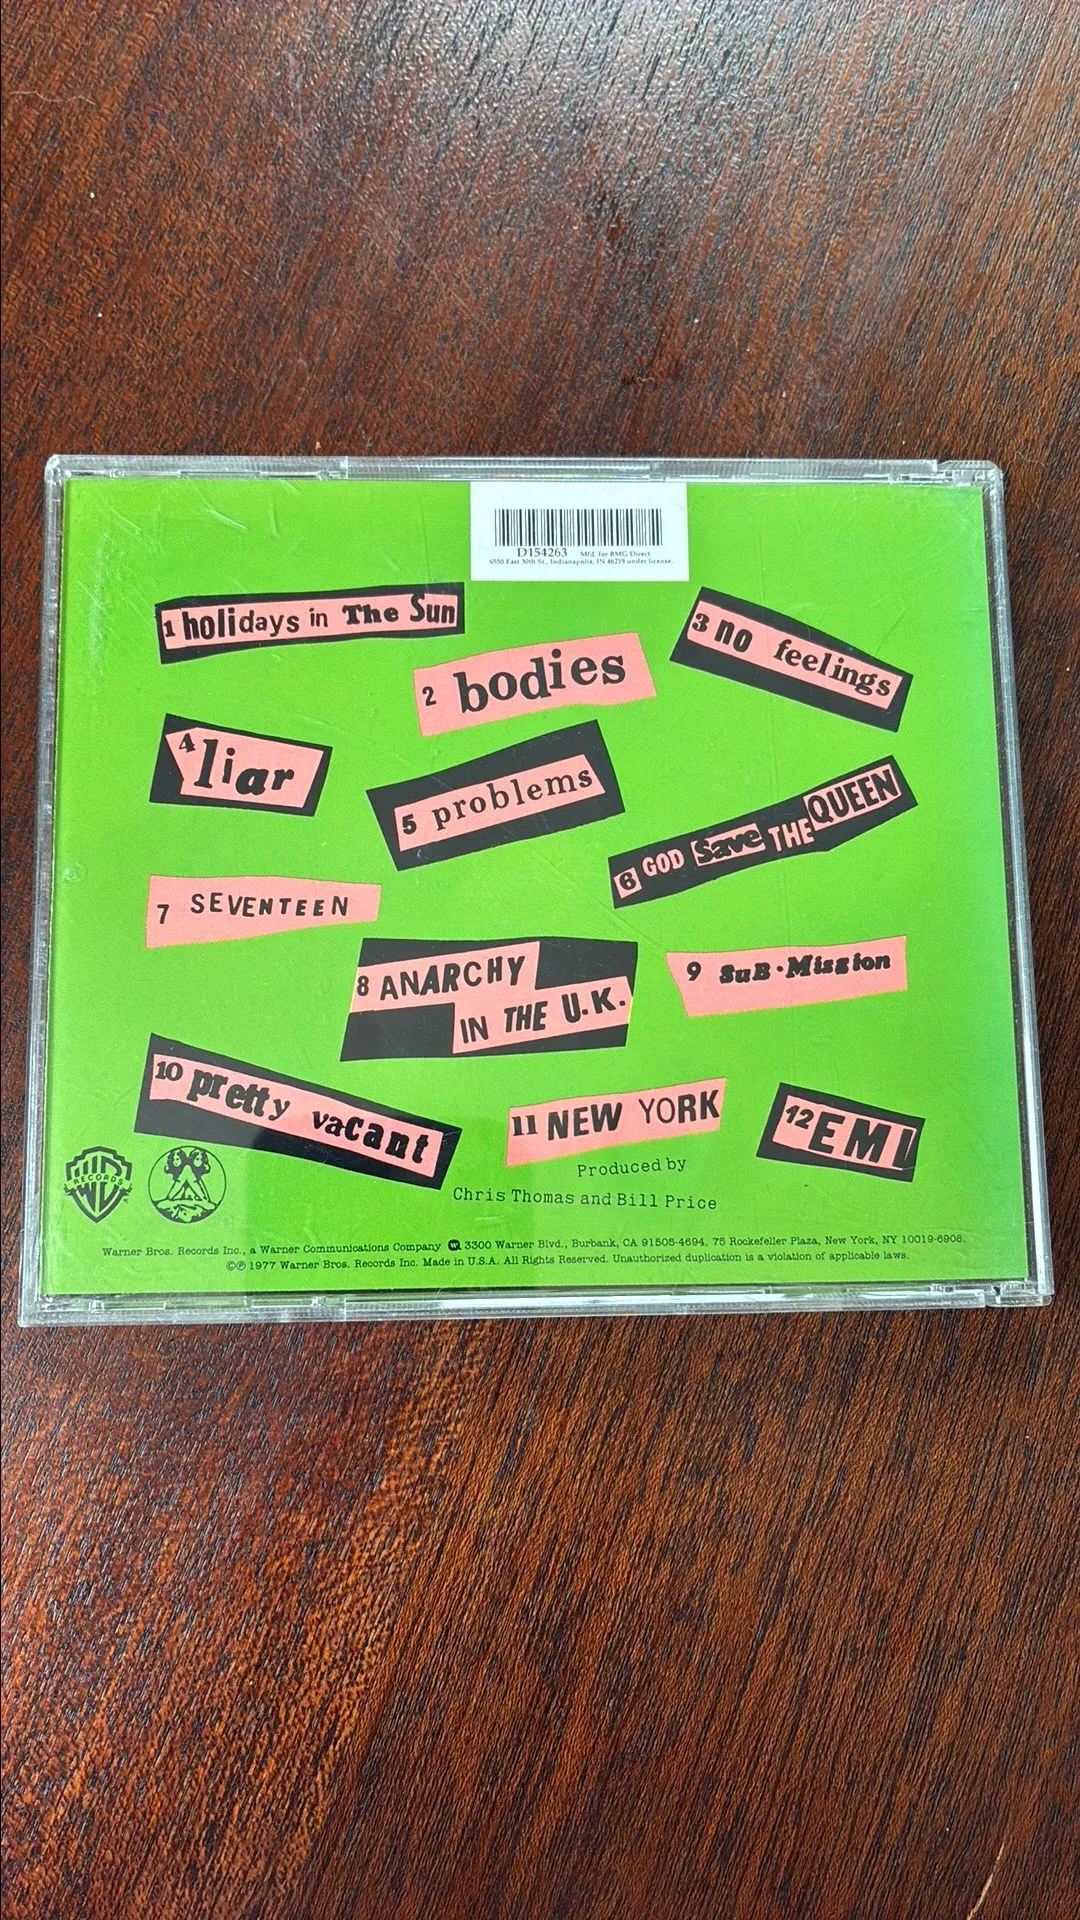 D154263 Mfd. for BMG Direct
6550 East 30th St., Indianapolis, IN 46219 under license.
1 holidays in The Sun
2 bodies
3 no feelings
4 liar
5 problems
6 GOD Save THE QUEEN
7 SEVENTEEN
8 ANARCHY
IN THE U.K.
9 SuB·Mission
10 pretty vacant
11 NEW YORK
12 EMI
Produced by
Chris Thomas and Bill Price
WB
RECORDS
Warner Bros. Records Inc., a Warner Communications Company 3300 Warner Blvd., Burbank, CA 91505-4694. 75 Rockefeller Plaza, New York, NY 10019-6908.
©℗ 1977 Warner Bros. Records Inc. Made in U.S.A. All Rights Reserved. Unauthorized duplication is a violation of applicable laws.